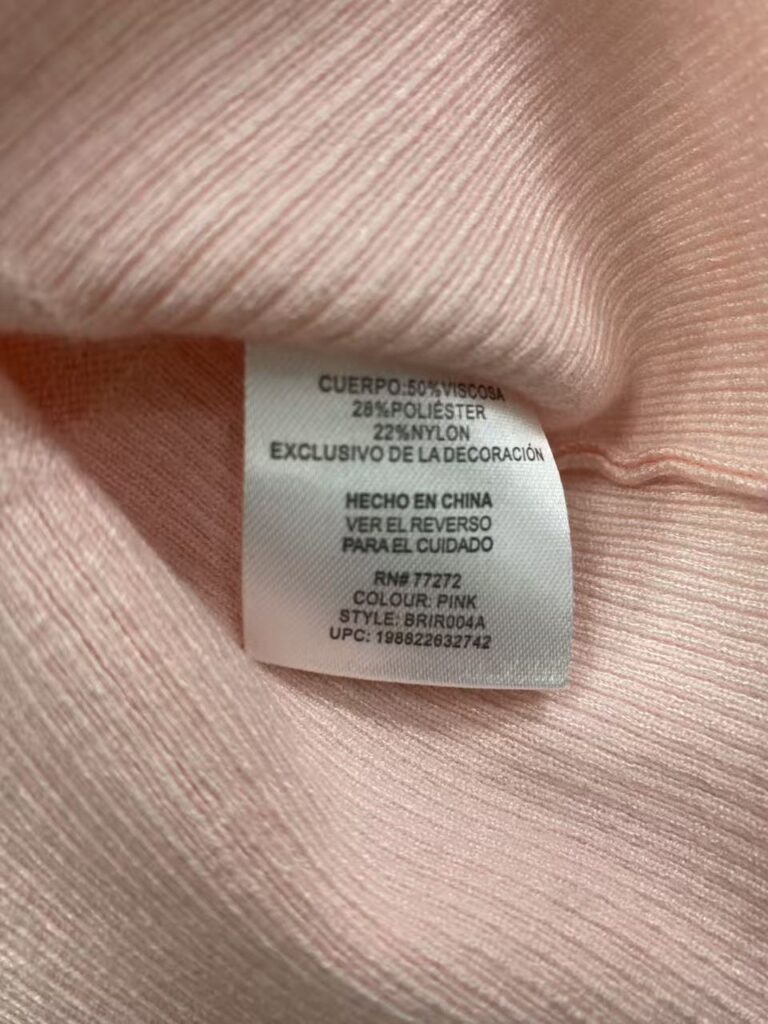 CUERPO:50%VISCOSA
28%POLIÉSTER
22%NYLON
EXCLUSIVO DE LA DECORACIÓN
HECHO EN CHINA
VER EL REVERSO
PARA EL CUIDADO
RN# 77272
COLOUR: PINK
STYLE: BRIR004A
UPC: 198822632742